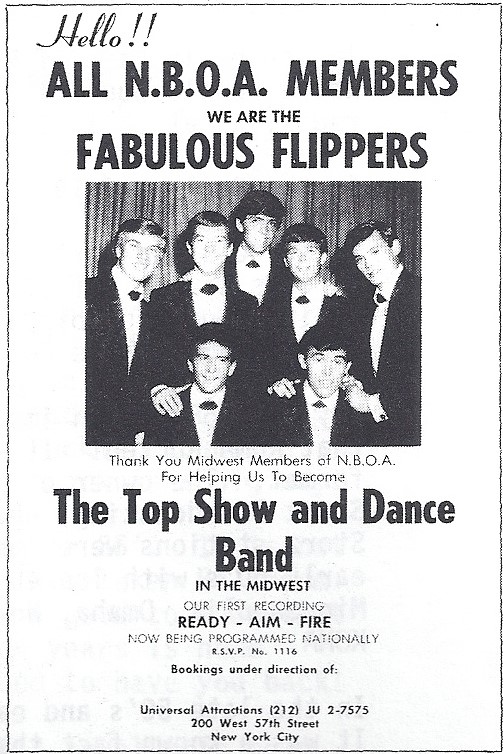 Hello!!
ALL N.B.O.A. MEMBERS
WE ARE THE
FABULOUS FLIPPERS
Thank You Midwest Members of N.B.O.A.
For Helping Us To Become
The Top Show and Dance
Band
IN THE MIDWEST
OUR FIRST RECORDING
READY - AIM - FIRE
NOW BEING PROGRAMMED NATIONALLY
R.S.V.P. No. 1116
Bookings under direction of:
Universal Attractions (212) JU 2-7575
200 West 57th Street
New York City